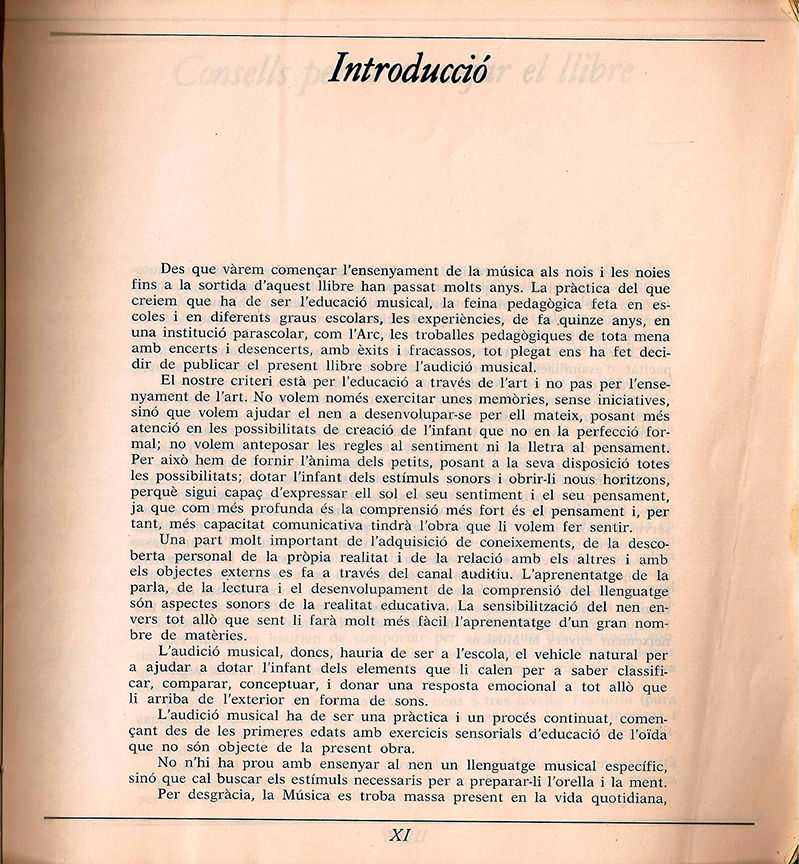 Introducció
Des que vàrem començar l'ensenyament de la música als nois i les noies
fins a la sortida d'aquest llibre han passat molts anys. La pràctica del que
creiem que ha de ser l'educació musical, la feina pedagògica feta en es-
coles i en diferents graus escolars, les experiències, de fa quinze anys, en
una institució parascolar, com l'Arc, les troballes pedagògiques de tota mena
amb encerts i desencerts, amb èxits i fracassos, tot plegat ens ha fet deci-
dir de publicar el present llibre sobre l'audició musical.
El nostre criteri està per l'educació a través de l'art i no pas per l'ense-
nyament de l'art. No volem només exercitar unes memòries, sense iniciatives,
sinó que volem ajudar el nen a desenvolupar-se per ell mateix, posant més
atenció en les possibilitats de creació de l'infant que no en la perfecció for-
mal; no volem anteposar les regles al sentiment ni la lletra al pensament.
Per això hem de fornir l'ànima dels petits, posant a la seva disposició totes
les possibilitats; dotar l'infant dels estímuls sonors i obrir-li nous horitzons,
perquè sigui capaç d'expressar ell sol el seu sentiment i el seu pensament,
ja que com més profunda és la comprensió més fort és el pensament i, per
tant, més capacitat comunicativa tindrà l'obra que li volem fer sentir.
Una part molt important de l'adquisició de coneixements, de la desco-
berta personal de la pròpia realitat i de la relació amb els altres i amb
els objectes externs es fa a través del canal auditiu. L'aprenentatge de la
parla, de la lectura i el desenvolupament de la comprensió del llenguatge
són aspectes sonors de la realitat educativa. La sensibilització del nen en-
vers tot allò que sent li farà molt més fàcil l'aprenentatge d'un gran nom-
bre de matèries.
L'audició musical, doncs, hauria de ser a l'escola, el vehicle natural per
a ajudar a dotar l'infant dels elements que li calen per a saber classifi-
car, comparar, conceptuar, i donar una resposta emocional a tot allò que
li arriba de l'exterior en forma de sons.
L'audició musical ha de ser una pràctica i un procés continuat, comen-
çant des de les primeres edats amb exercicis sensorials d'educació de l'oïda
que no són objecte de la present obra.
No n'hi ha prou amb ensenyar al nen un llenguatge musical específic,
sinó que cal buscar els estímuls necessaris per a preparar-li l'orella i la ment.
Per desgràcia, la Música es troba massa present en la vida quotidiana,
XI